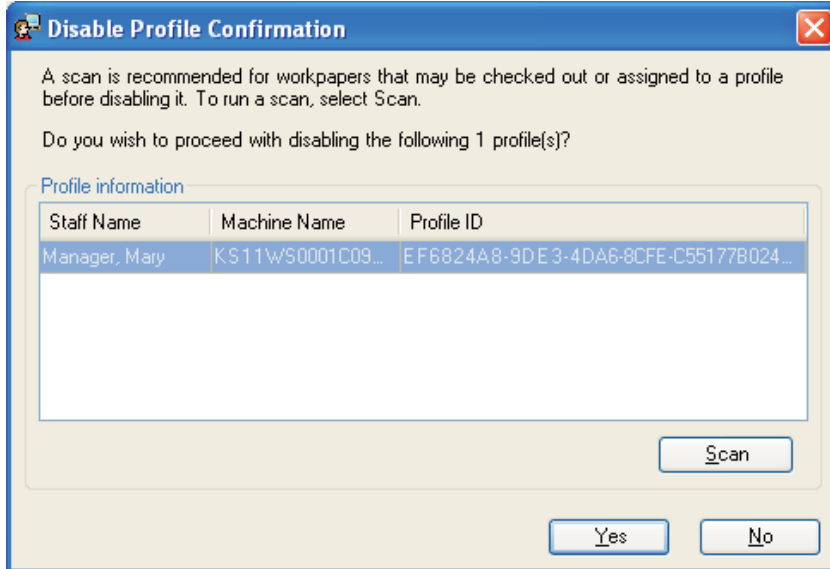 Disable Profile Confirmation
A scan is recommended for workpapers that may be checked out or assigned to a profile
before disabling it. To run a scan, select Scan.
Do you wish to proceed with disabling the following 1 profile(s)?
Profile information
Staff Name Machine Name Profile ID
Manager, Mary KS11WS0001C09... EF6824A8-9DE3-4DA6-8CFE-C55177B024...
Scan
Yes No